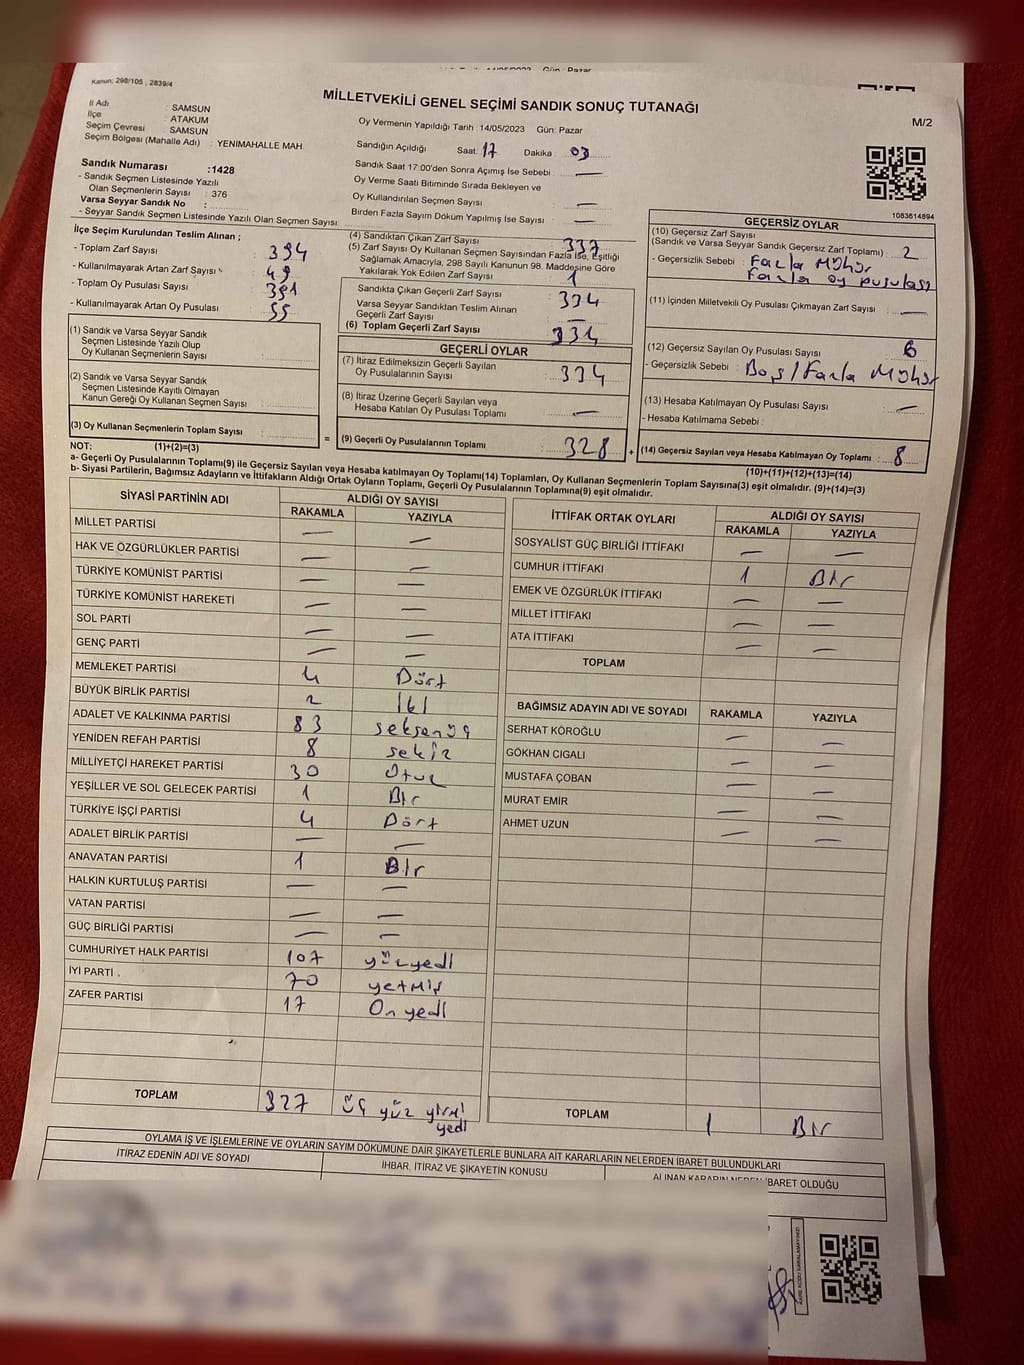 Kanun; 298/105 , 2839/4
MİLLETVEKİLİ GENEL SEÇİMİ SANDIK SONUÇ TUTANAĞI
M/2
İl Adı : SAMSUN
İlçe : ATAKUM
Seçim Çevresi : SAMSUN
Seçim Bölgesi (Mahalle Adı) : YENIMAHALLE MAH.
Sandık Numarası :1428
- Sandık Seçmen Listesinde Yazılı
Olan Seçmenlerin Sayısı : 376
Varsa Seyyar Sandık No :
- Seyyar Sandık Seçmen Listesinde Yazılı Olan Seçmen Sayısı:
Oy Vermenin Yapıldığı Tarih :14/05/2023 Gün: Pazar
Sandığın Açıldığı Saat: 17 Dakika : 03
Sandık Saat 17:00'den Sonra Açımış İse Sebebi : —
Oy Verme Saati Bitiminde Sırada Bekleyen ve
Oy Kullandırılan Seçmen Sayısı : —
Birden Fazla Sayım Döküm Yapılmış İse Sayısı : —
1083614894
İlçe Seçim Kurulundan Teslim Alınan ;
- Toplam Zarf Sayısı : 394
- Kullanılmayarak Artan Zarf Sayısı : 49
- Toplam Oy Pusulası Sayısı : 391
- Kullanılmayarak Artan Oy Pusulası : 55
(1) Sandık ve Varsa Seyyar Sandık
Seçmen Listesinde Yazılı Olup
Oy Kullanan Seçmenlerin Sayısı :
(2) Sandık ve Varsa Seyyar Sandık
Seçmen Listesinde Kayıtlı Olmayan
Kanun Gereği Oy Kullanan Seçmen Sayısı :
(3) Oy Kullanan Seçmenlerin Toplam Sayısı :
(4) Sandıktan Çıkan Zarf Sayısı : 337
(5) Zarf Sayısı Oy Kullanan Seçmen Sayısından Fazla İse, Eşitliği
Sağlamak Amacıyla, 298 Sayılı Kanunun 98. Maddesine Göre
Yakılarak Yok Edilen Zarf Sayısı : 1
Sandıkta Çıkan Geçerli Zarf Sayısı : 334
Varsa Seyyar Sandıktan Teslim Alınan
Geçerli Zarf Sayısı : —
(6) Toplam Geçerli Zarf Sayısı : 334
GEÇERLİ OYLAR
(7) İtiraz Edilmeksizin Geçerli Sayılan
Oy Pusulalarının Sayısı : 334
(8) İtiraz Üzerine Geçerli Sayılan veya
Hesaba Katılan Oy Pusulası Toplamı : —
= (9) Geçerli Oy Pusulalarının Toplamı : 328
GEÇERSİZ OYLAR
(10) Geçersiz Zarf Sayısı
(Sandık ve Varsa Seyyar Sandık Geçersiz Zarf Toplamı) : 2
- Geçersizlik Sebebi : Fazla Mühür
Fazla oy pusulası
(11) İçinden Milletvekili Oy Pusulası Çıkmayan Zarf Sayısı : —
(12) Geçersiz Sayılan Oy Pusulası Sayısı : 6
- Geçersizlik Sebebi : Boş/Fazla Mühür
(13) Hesaba Katılmayan Oy Pusulası Sayısı : —
- Hesaba Katılmama Sebebi :
+ (14) Geçersiz Sayılan veya Hesaba Katılmayan Oy Toplamı : 8
NOT: (1)+(2)=(3)
(10)+(11)+(12)+(13)=(14)
a- Geçerli Oy Pusulalarının Toplamı(9) ile Geçersiz Sayılan veya Hesaba katılmayan Oy Toplamı(14) Toplamları, Oy Kullanan Seçmenlerin Toplam Sayısına(3) eşit olmalıdır. (9)+(14)=(3)
b- Siyasi Partilerin, Bağımsız Adayların ve İttifakların Aldığı Ortak Oyların Toplamı, Geçerli Oy Pusulalarının Toplamına(9) eşit olmalıdır.
SİYASİ PARTİNİN ADI ALDIĞI OY SAYISI
RAKAMLA YAZIYLA
MİLLET PARTİSİ — —
HAK VE ÖZGÜRLÜKLER PARTİSİ — —
TÜRKİYE KOMÜNİST PARTİSİ — —
TÜRKİYE KOMÜNİST HAREKETİ — —
SOL PARTİ — —
GENÇ PARTİ — —
MEMLEKET PARTİSİ 4 Dört
BÜYÜK BİRLİK PARTİSİ 2 İki
ADALET VE KALKINMA PARTİSİ 83 seksenüç
YENİDEN REFAH PARTİSİ 8 sekiz
MİLLİYETÇİ HAREKET PARTİSİ 30 Otuz
YEŞİLLER VE SOL GELECEK PARTİSİ 1 Bir
TÜRKİYE İŞÇİ PARTİSİ 4 Dört
ADALET BİRLİK PARTİSİ — —
ANAVATAN PARTİSİ 1 Bir
HALKIN KURTULUŞ PARTİSİ — —
VATAN PARTİSİ — —
GÜÇ BİRLİĞİ PARTİSİ — —
CUMHURİYET HALK PARTİSİ 107 yüzyedi
İYİ PARTİ 70 yetmiş
ZAFER PARTİSİ 17 On yedi
TOPLAM 327 üç yüz yirmi
yedi
İTTİFAK ORTAK OYLARI ALDIĞI OY SAYISI
RAKAMLA YAZIYLA
SOSYALİST GÜÇ BİRLİĞİ İTTİFAKI — —
CUMHUR İTTİFAKI 1 Bir
EMEK VE ÖZGÜRLÜK İTTİFAKI — —
MİLLET İTTİFAKI — —
ATA İTTİFAKI — —
TOPLAM
BAĞIMSIZ ADAYIN ADI VE SOYADI RAKAMLA YAZIYLA
SERHAT KÖROĞLU — —
GÖKHAN CIGALI — —
MUSTAFA ÇOBAN — —
MURAT EMİR — —
AHMET UZUN — —
TOPLAM 1 Bir
OYLAMA İŞ VE İŞLEMLERİNE VE OYLARIN SAYIM DÖKÜMÜNE DAİR ŞİKAYETLERLE BUNLARA AİT KARARLARIN NELERDEN İBARET BULUNDUKLARI
İTİRAZ EDENİN ADI VE SOYADI İHBAR, İTİRAZ VE ŞİKAYETİN KONUSU ALINAN KARARIN NEDEN İBARET OLDUĞU